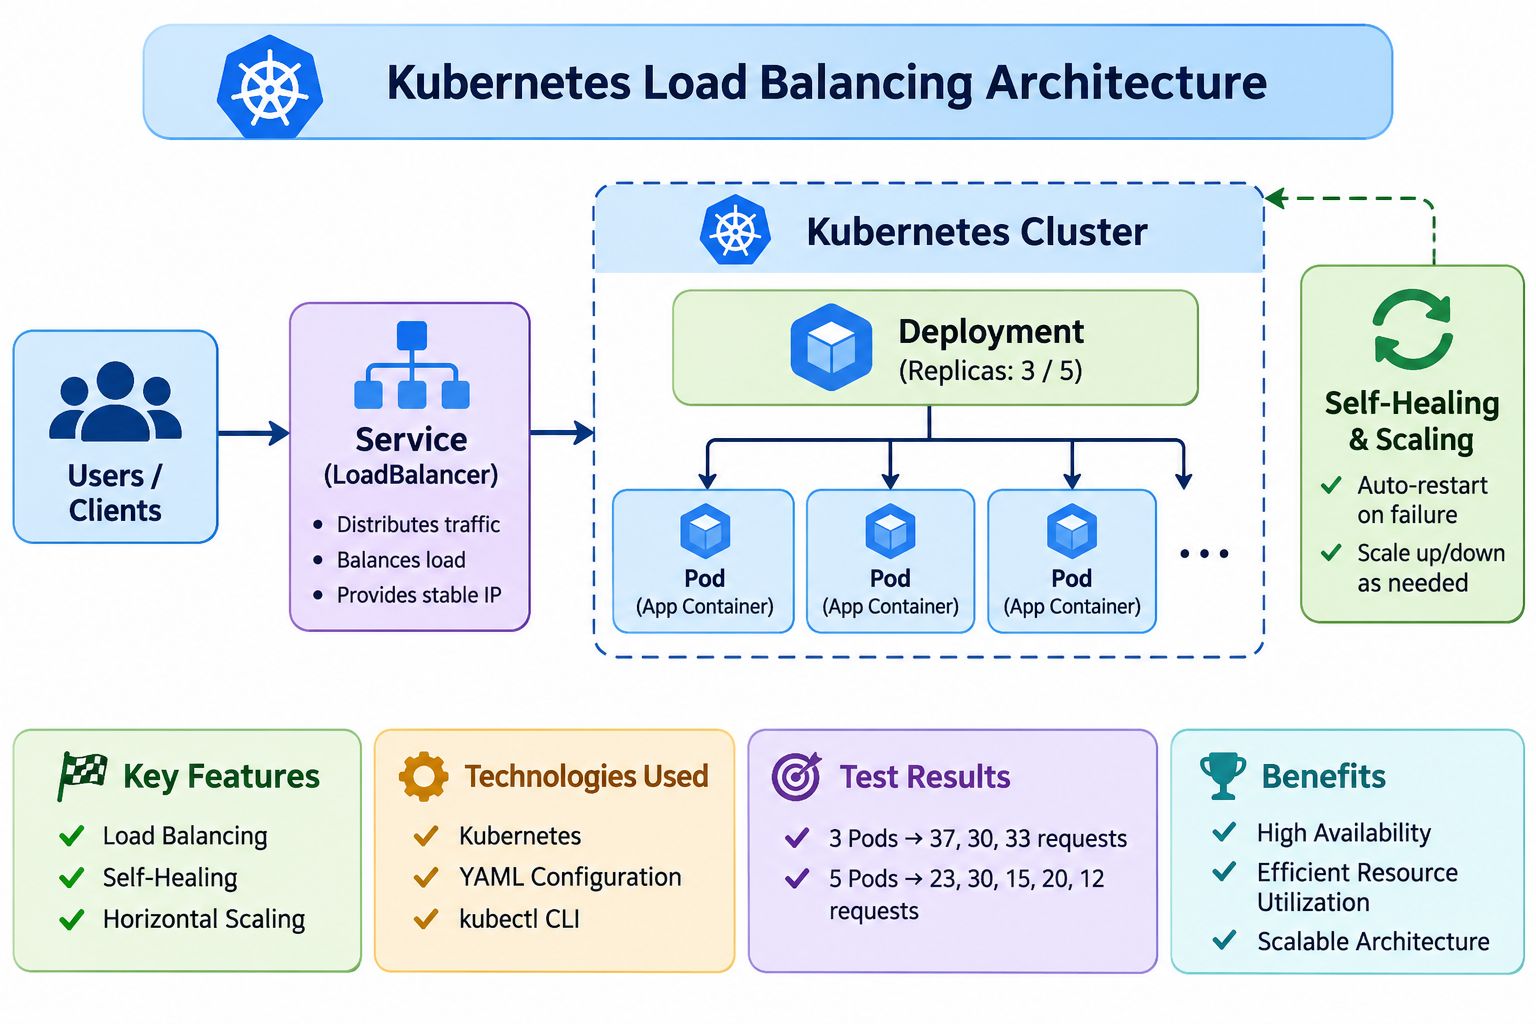 Kubernetes Load Balancing Architecture
Kubernetes Cluster
Deployment
(Replicas: 3 / 5)
Users /
Clients
Service
(LoadBalancer)
• Distributes traffic
• Balances load
• Provides stable IP
Pod
(App Container)
Pod
(App Container)
Pod
(App Container)
...
Self-Healing
& Scaling
✓ Auto-restart
on failure
✓ Scale up/down
as needed
Key Features
✓ Load Balancing
✓ Self-Healing
✓ Horizontal Scaling
Technologies Used
✓ Kubernetes
✓ YAML Configuration
✓ kubectl CLI
Test Results
✓ 3 Pods → 37, 30, 33 requests
✓ 5 Pods → 23, 30, 15, 20, 12
requests
Benefits
✓ High Availability
✓ Efficient Resource
Utilization
✓ Scalable Architecture